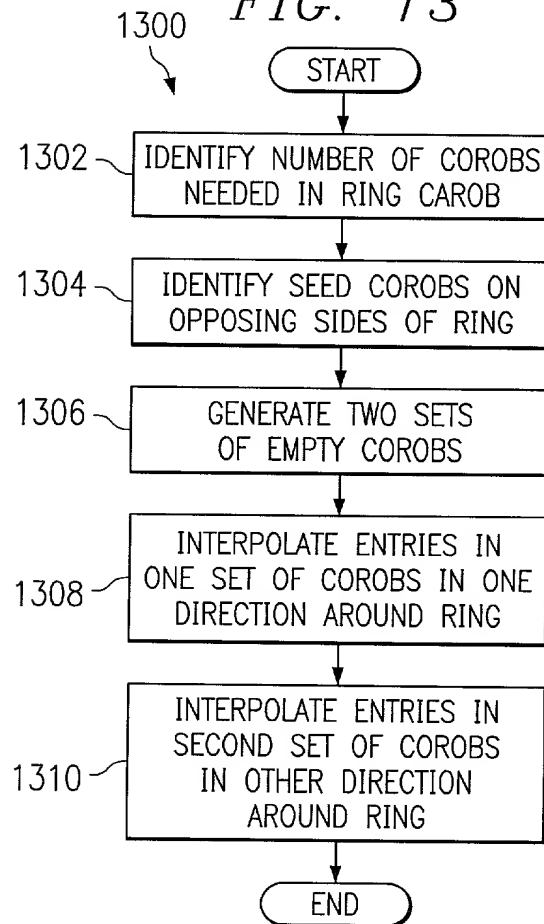 FIG. 13
1300
START
1302
IDENTIFY NUMBER OF COROBS
NEEDED IN RING CAROB
1304
IDENTIFY SEED COROBS ON
OPPOSING SIDES OF RING
1306
GENERATE TWO SETS
OF EMPTY COROBS
1308
INTERPOLATE ENTRIES IN
ONE SET OF COROBS IN ONE
DIRECTION AROUND RING
1310
INTERPOLATE ENTRIES IN
SECOND SET OF COROBS
IN OTHER DIRECTION
AROUND RING
END